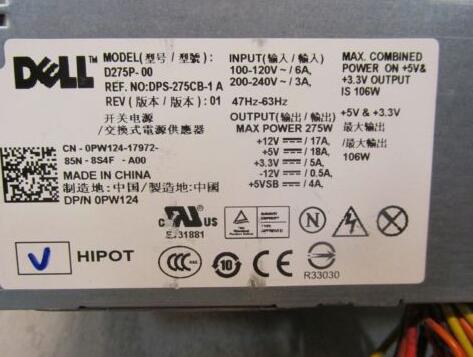 DELL™
MODEL(型号 / 型號) :
D275P-00
REF. NO:DPS-275CB-1 A
REV (版本 / 版本) : 01
开关电源
/交换式電源供應器
INPUT(输入 / 輸入)
100-120V~ / 6A,
200-240V~ / 3A,
47Hz-63Hz
OUTPUT(输出 / 輸出)
MAX POWER 275W
+12V / 17A,
+5V / 18A,
+3.3V / 5A,
-12V / 0.5A,
+5VSB / 4A,
MAX. COMBINED
POWER ON +5V&
+3.3V OUTPUT
IS 106W
+5V & +3.3V
最大输出
/最大輸出
106W
CN - 0PW124-17972-
85N - 8S4F - A00
MADE IN CHINA
制造地: 中国/製造地: 中國
DP/N 0PW124
c UL US
E131881
N
HIPOT
CCC
10
CE
R33030